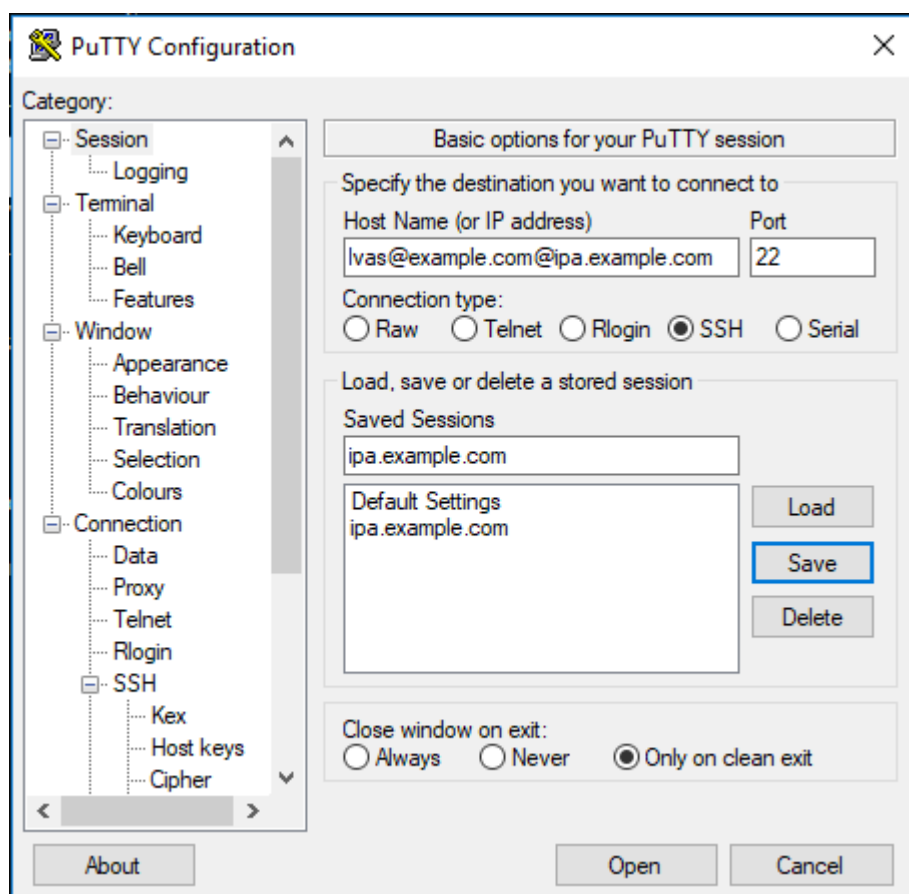 PuTTY Configuration
Category:
Session
Logging
Terminal
Keyboard
Bell
Features
Window
Appearance
Behaviour
Translation
Selection
Colours
Connection
Data
Proxy
Telnet
Rlogin
SSH
Kex
Host keys
Cipher
Basic options for your PuTTY session
Specify the destination you want to connect to
Host Name (or IP address) Port
lvas@example.com@ipa.example.com 22
Connection type:
Raw Telnet Rlogin SSH Serial
Load, save or delete a stored session
Saved Sessions
ipa.example.com
Default Settings
ipa.example.com
Load
Save
Delete
Close window on exit:
Always Never Only on clean exit
About Open Cancel